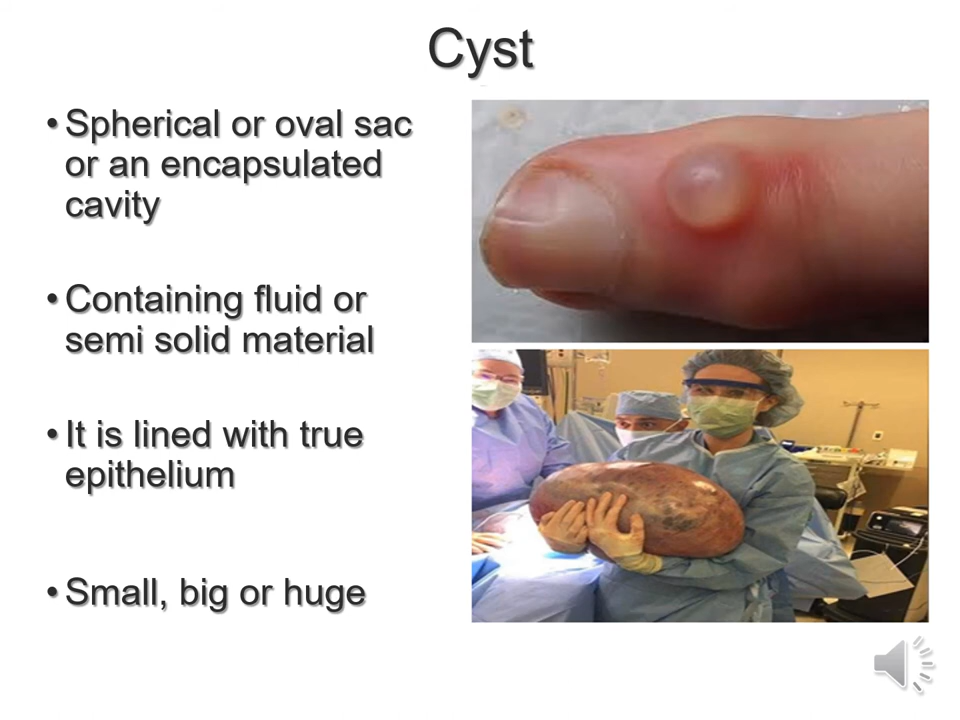 Cyst
• Spherical or oval sac
or an encapsulated
cavity
• Containing fluid or
semi solid material
• It is lined with true
epithelium
• Small, big or huge